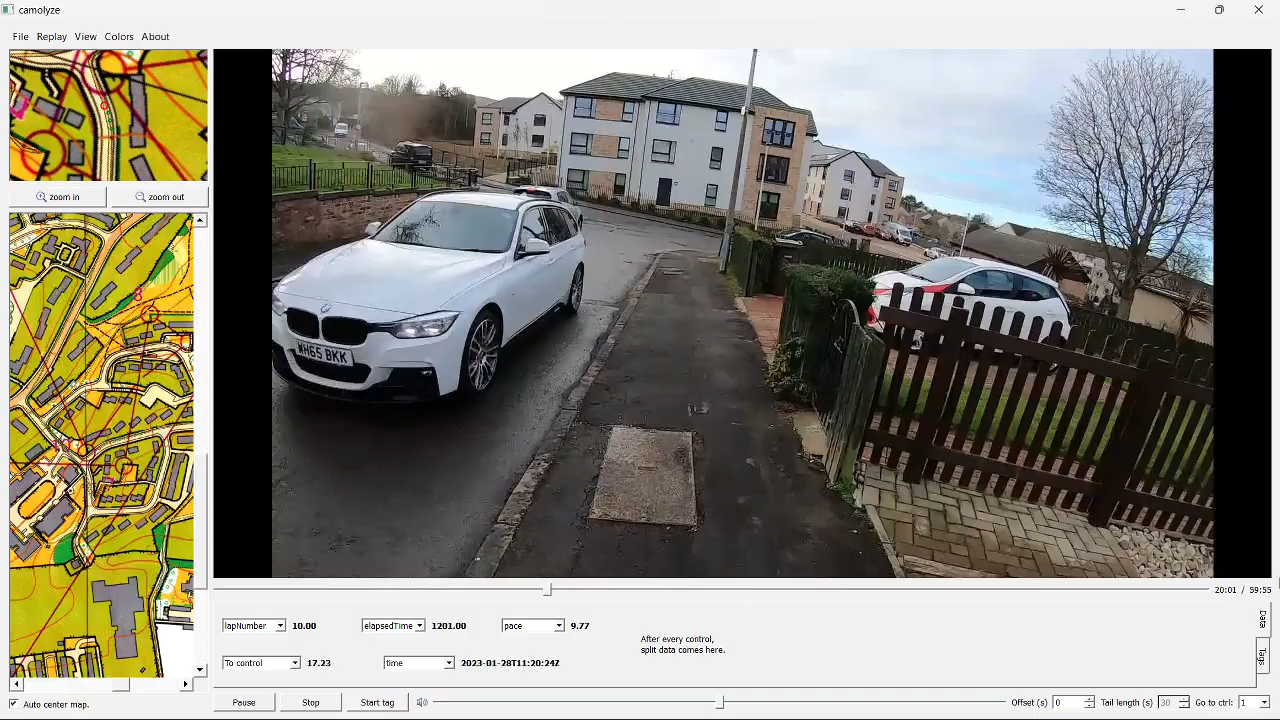 camolyze
File Replay View Colors About
zoom in zoom out
8
WH65 BKK
20:01 / 59:55
lapNumber 10.00 elapsedTime 1201.00 pace 9.77
After every control,
split data comes here.
To control 17.23 time 2023-01-28T11:20:24Z
Data
Tags
Auto center map.
Pause Stop Start tag Offset (s) 0 Tail length (s) 30 Go to ctrl: 1